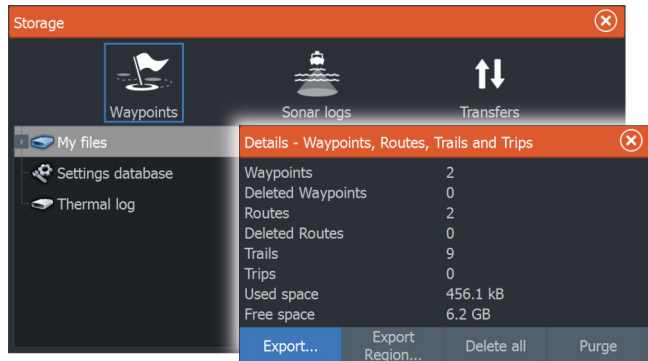 Storage
Waypoints
Sonar logs
Transfers
My files
Settings database
Thermal log
Details - Waypoints, Routes, Trails and Trips
Waypoints 2
Deleted Waypoints 0
Routes 2
Deleted Routes 0
Trails 9
Trips 0
Used space 456.1 kB
Free space 6.2 GB
Export...
Export
Region...
Delete all
Purge